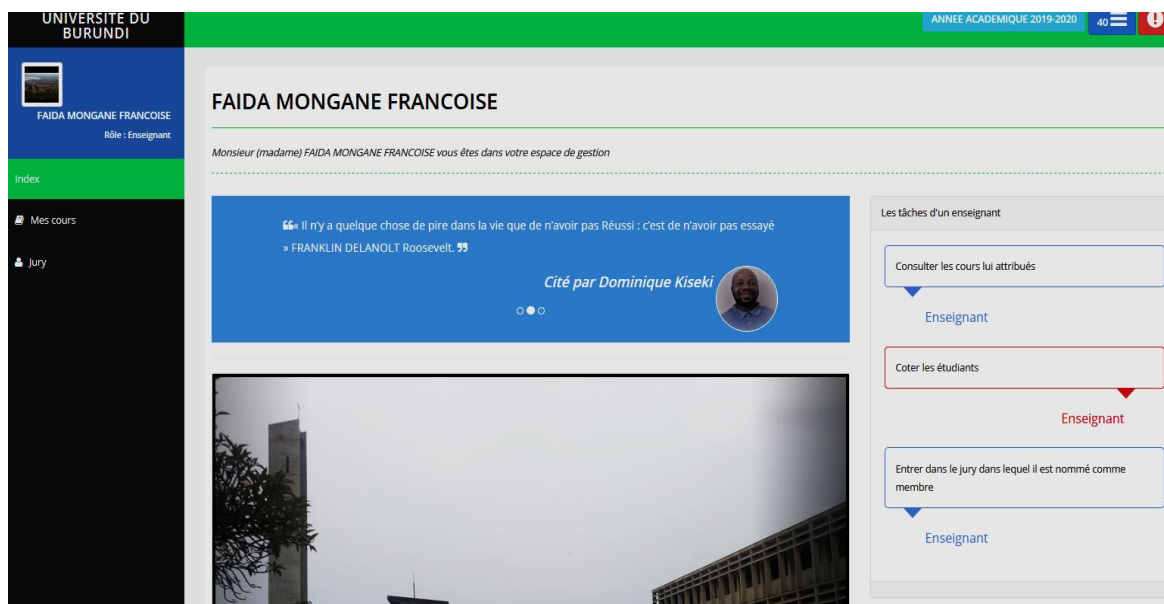 UNIVERSITE DU
BURUNDI
ANNEE ACADEMIQUE 2019-2020
40
FAIDA MONGANE FRANCOISE
Rôle : Enseignant
Index
Mes cours
Jury
FAIDA MONGANE FRANCOISE
Monsieur (madame) FAIDA MONGANE FRANCOISE vous êtes dans votre espace de gestion
« Il n'y a quelque chose de pire dans la vie que de n'avoir pas Réussi : c'est de n'avoir pas essayé
» FRANKLIN DELANOLT Roosevelt.
Cité par Dominique Kiseki
Les tâches d'un enseignant
Consulter les cours lui attribués
Enseignant
Coter les étudiants
Enseignant
Entrer dans le jury dans lequel il est nommé comme
membre
Enseignant